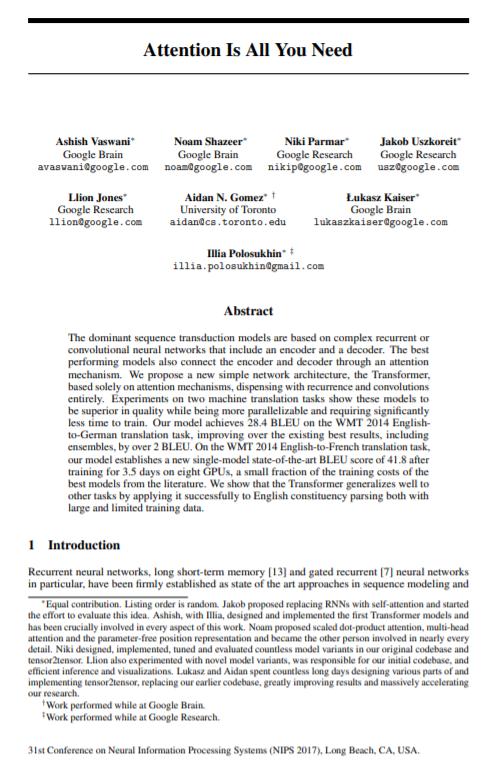 Attention Is All You Need
Ashish Vaswani* Noam Shazeer* Niki Parmar* Jakob Uszkoreit*
Google Brain Google Brain Google Research Google Research
avaswani@google.com noam@google.com nikip@google.com usz@google.com
Llion Jones* Aidan N. Gomez* † Łukasz Kaiser*
Google Research University of Toronto Google Brain
llion@google.com aidan@cs.toronto.edu lukaszkaiser@google.com
Illia Polosukhin* ‡
illia.polosukhin@gmail.com
Abstract
The dominant sequence transduction models are based on complex recurrent or
convolutional neural networks that include an encoder and a decoder. The best
performing models also connect the encoder and decoder through an attention
mechanism. We propose a new simple network architecture, the Transformer,
based solely on attention mechanisms, dispensing with recurrence and convolutions
entirely. Experiments on two machine translation tasks show these models to
be superior in quality while being more parallelizable and requiring significantly
less time to train. Our model achieves 28.4 BLEU on the WMT 2014 English-
to-German translation task, improving over the existing best results, including
ensembles, by over 2 BLEU. On the WMT 2014 English-to-French translation task,
our model establishes a new single-model state-of-the-art BLEU score of 41.8 after
training for 3.5 days on eight GPUs, a small fraction of the training costs of the
best models from the literature. We show that the Transformer generalizes well to
other tasks by applying it successfully to English constituency parsing both with
large and limited training data.
1 Introduction
Recurrent neural networks, long short-term memory [13] and gated recurrent [7] neural networks
in particular, have been firmly established as state of the art approaches in sequence modeling and
*Equal contribution. Listing order is random. Jakob proposed replacing RNNs with self-attention and started
the effort to evaluate this idea. Ashish, with Illia, designed and implemented the first Transformer models and
has been crucially involved in every aspect of this work. Noam proposed scaled dot-product attention, multi-head
attention and the parameter-free position representation and became the other person involved in nearly every
detail. Niki designed, implemented, tuned and evaluated countless model variants in our original codebase and
tensor2tensor. Llion also experimented with novel model variants, was responsible for our initial codebase, and
efficient inference and visualizations. Lukasz and Aidan spent countless long days designing various parts of and
implementing tensor2tensor, replacing our earlier codebase, greatly improving results and massively accelerating
our research.
†Work performed while at Google Brain.
‡Work performed while at Google Research.
31st Conference on Neural Information Processing Systems (NIPS 2017), Long Beach, CA, USA.